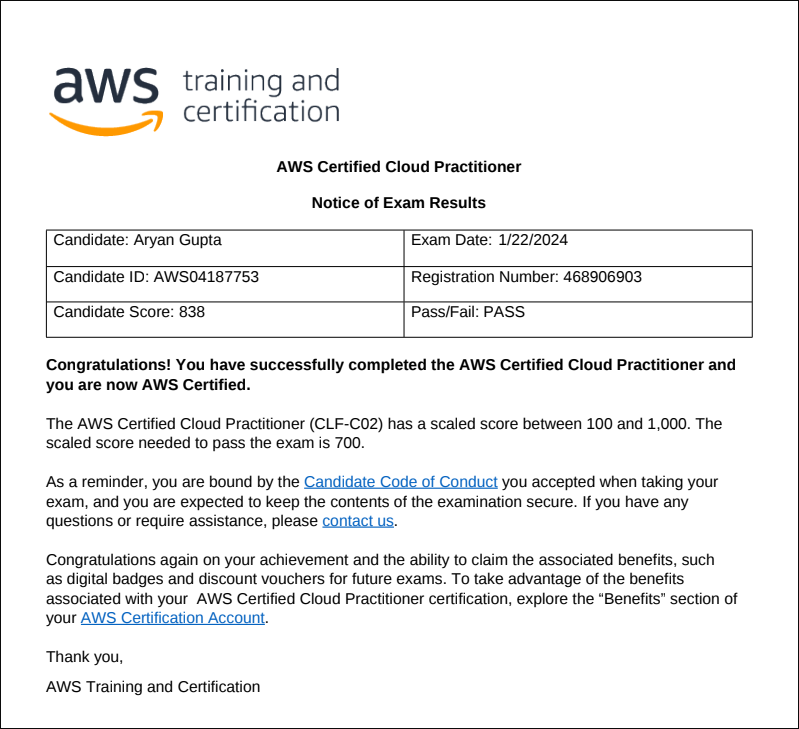 aws training and
certification
AWS Certified Cloud Practitioner
Notice of Exam Results
Candidate: Aryan Gupta
Exam Date: 1/22/2024
Candidate ID: AWS04187753
Registration Number: 468906903
Candidate Score: 838
Pass/Fail: PASS
Congratulations! You have successfully completed the AWS Certified Cloud Practitioner and
you are now AWS Certified.
The AWS Certified Cloud Practitioner (CLF-C02) has a scaled score between 100 and 1,000. The
scaled score needed to pass the exam is 700.
As a reminder, you are bound by the Candidate Code of Conduct you accepted when taking your
exam, and you are expected to keep the contents of the examination secure. If you have any
questions or require assistance, please contact us.
Congratulations again on your achievement and the ability to claim the associated benefits, such
as digital badges and discount vouchers for future exams. To take advantage of the benefits
associated with your  AWS Certified Cloud Practitioner certification, explore the “Benefits” section of
your AWS Certification Account.
Thank you,
AWS Training and Certification